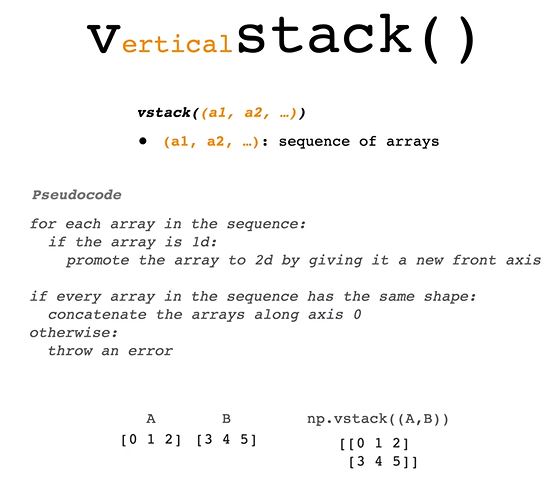 verticalstack()
vstack((a1, a2, …))
• (a1, a2, …): sequence of arrays
Pseudocode
for each array in the sequence:
  if the array is 1d:
    promote the array to 2d by giving it a new front axis
if every array in the sequence has the same shape:
  concatenate the arrays along axis 0
otherwise:
  throw an error
A B np.vstack((A,B))
[0 1 2] [3 4 5] [[0 1 2]
[3 4 5]]